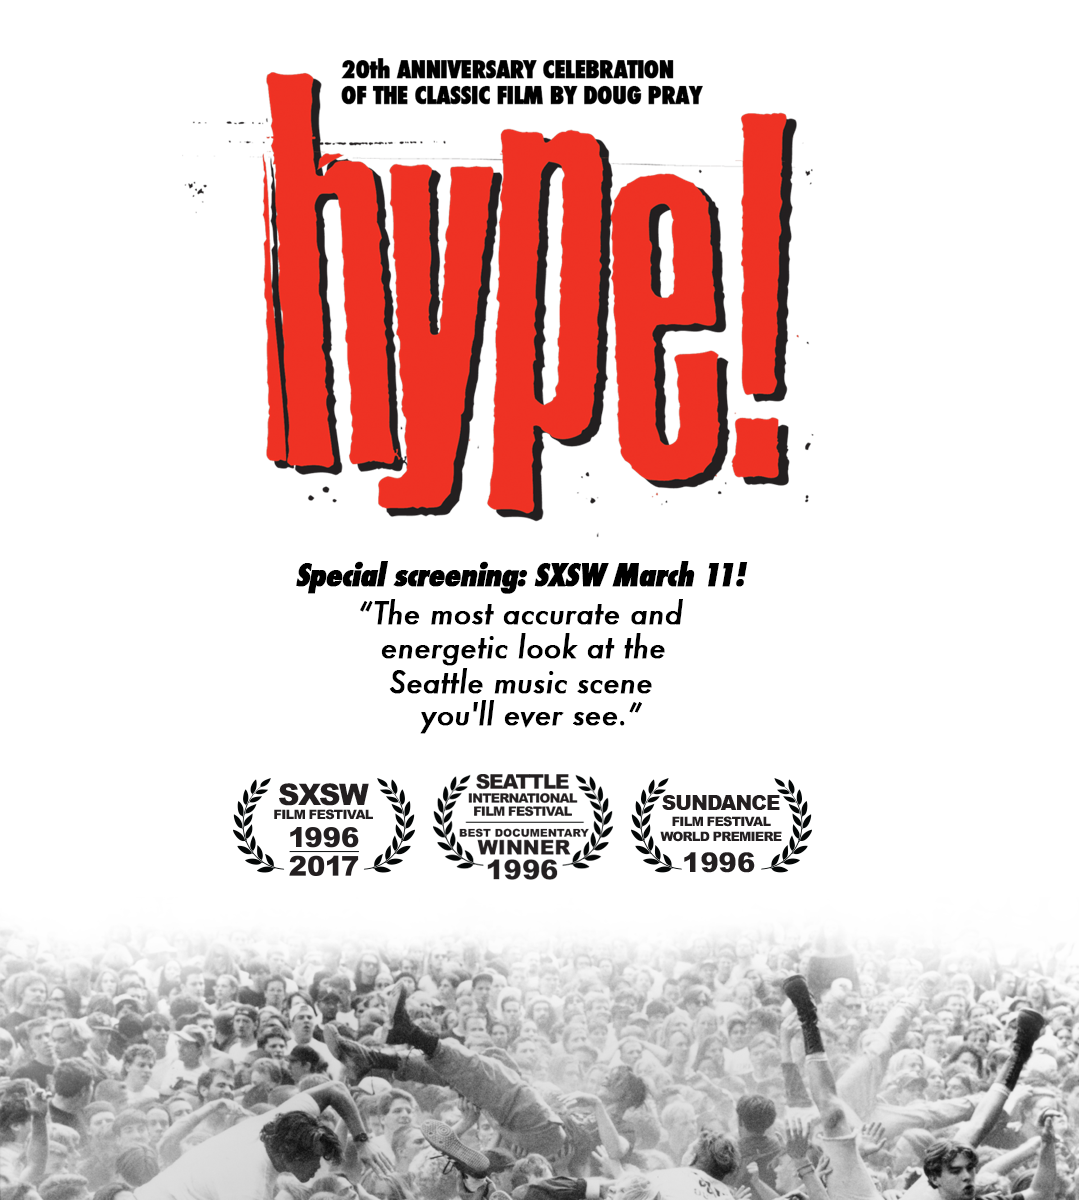 20th ANNIVERSARY CELEBRATION
OF THE CLASSIC FILM BY DOUG PRAY
hype!
Special screening: SXSW March 11!
“The most accurate and
energetic look at the
Seattle music scene
you'll ever see.”
SXSW
FILM FESTIVAL
1996
2017
SEATTLE
INTERNATIONAL
FILM FESTIVAL
BEST DOCUMENTARY
WINNER
1996
SUNDANCE
FILM FESTIVAL
WORLD PREMIERE
1996